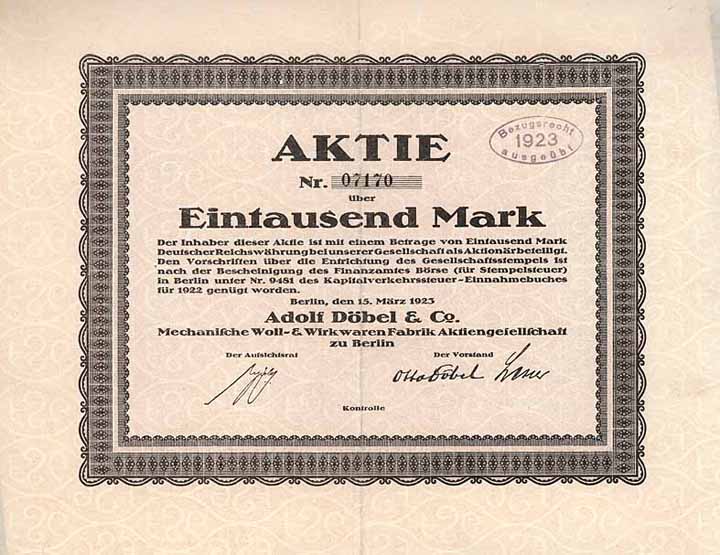 AKTIE
Bezugsrecht
1923
ausgeübt
Nr. 07170
über
Eintausend Mark
Der Inhaber dieser Aktie ist mit einem Betrage von Eintausend Mark
Deutscher Reichswährung bei unserer Gesellschaft als Aktionär beteiligt.
Den Vorschriften über die Entrichtung des Gesellschaftsstempels ist
nach der Bescheinigung des Finanzamtes Börse (für Stempelsteuer)
in Berlin unter Nr. 9481 des Kapitalverkehrssteuer-Einnahmebuches
für 1922 genügt worden.
Berlin, den 15. März 1923
Adolf Döbel & Co.
Mechanische Woll- & Wirkwaren Fabrik Aktiengesellschaft
zu Berlin
Der Aufsichtsrat
Der Vorstand
Otto Döbel
Kontrolle